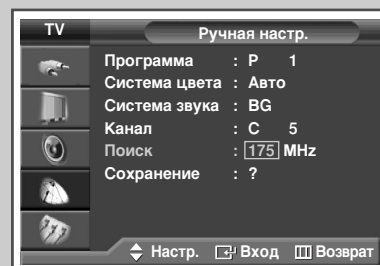 TV
Ручная настр.
Программа : P 1
Система цвета : Авто
Система звука : BG
Канал : C 5
Поиск : 175 MHz
Сохранение : ?
Настр. Вход Возврат